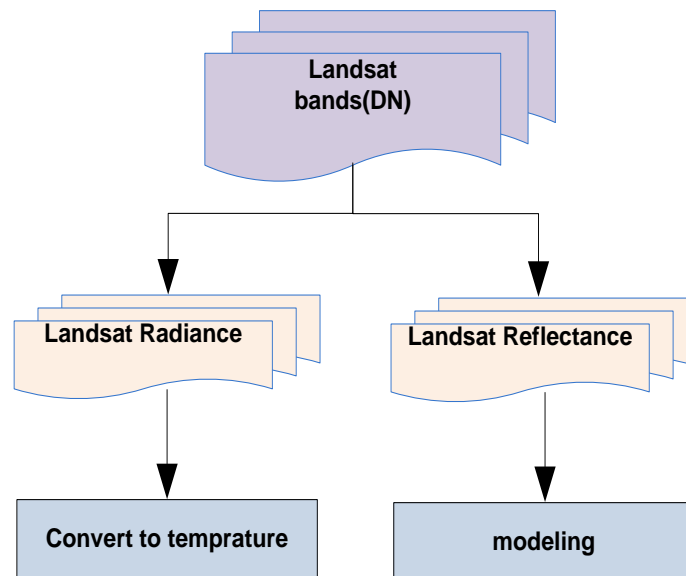 Landsat
bands(DN)
Landsat Radiance
Landsat Reflectance
Convert to temprature
modeling